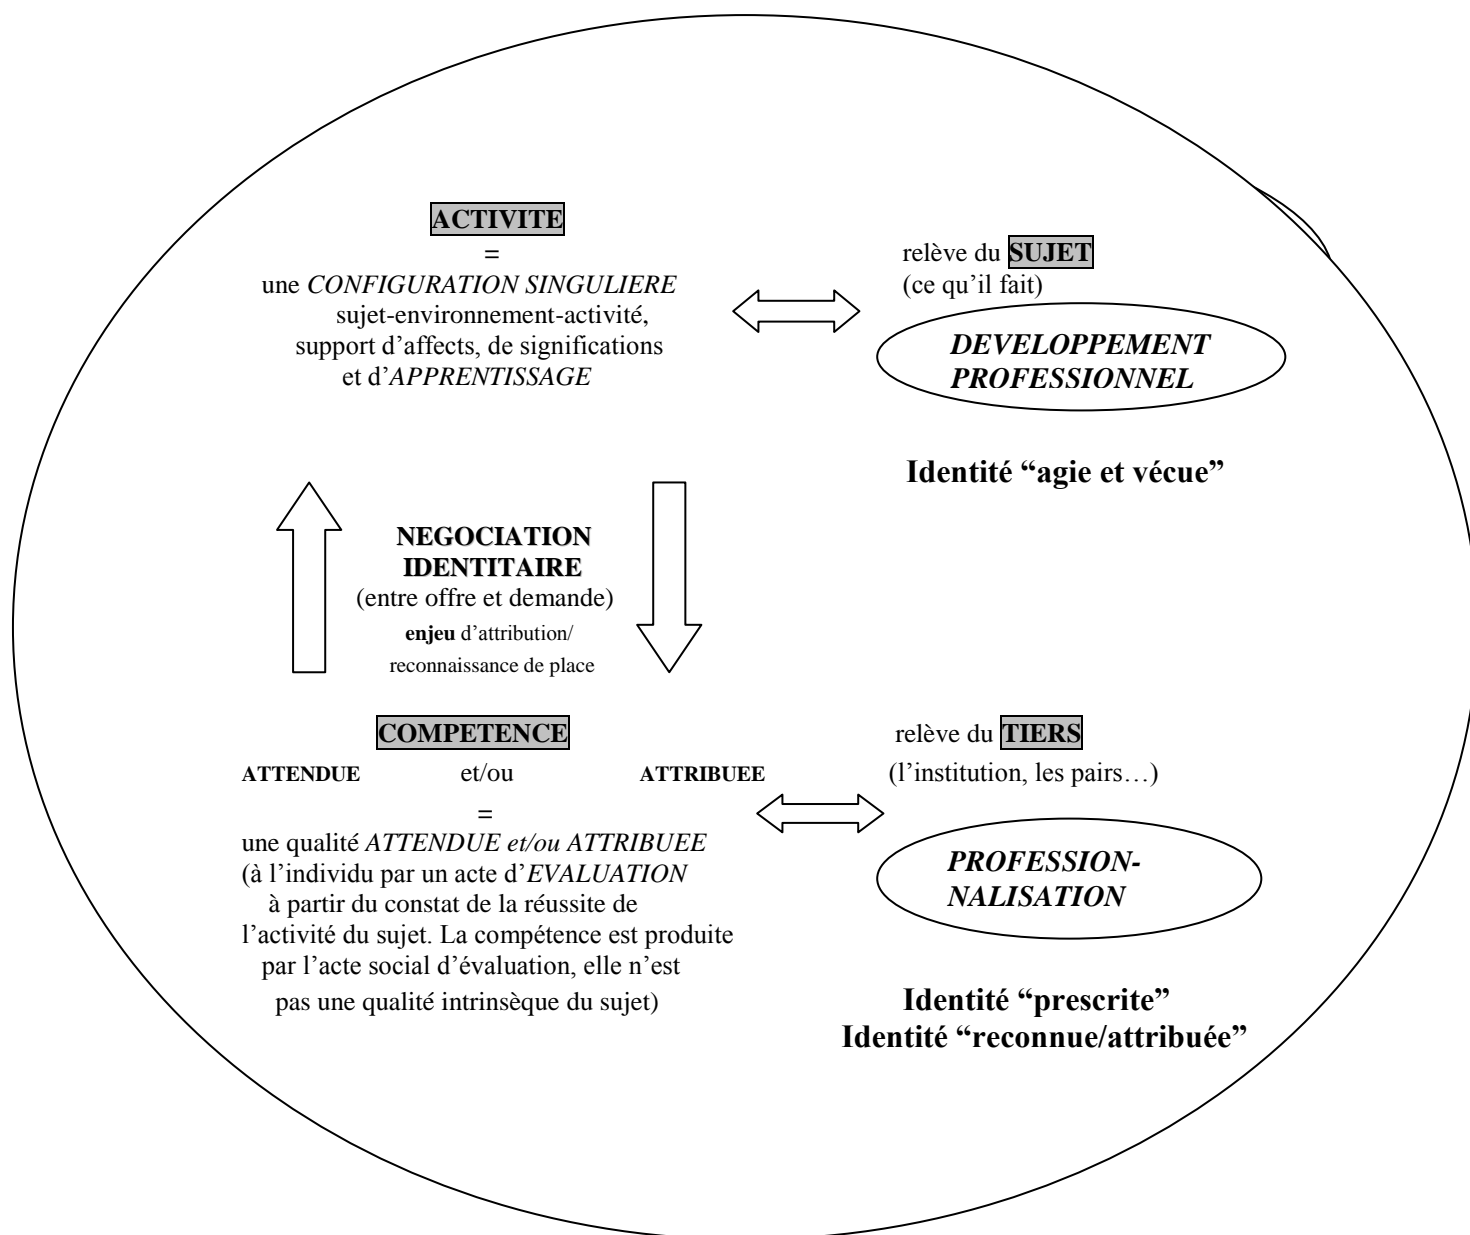 ACTIVITE
=
une CONFIGURATION SINGULIERE
sujet-environnement-activité,
support d'affects, de significations
et d'APPRENTISSAGE
relève du SUJET
(ce qu'il fait)
DEVELOPPEMENT
PROFESSIONNEL
Identité “agie et vécue”
NEGOCIATION
IDENTITAIRE
(entre offre et demande)
enjeu d'attribution/
reconnaissance de place
COMPETENCE
ATTENDUE et/ou ATTRIBUEE
=
une qualité ATTENDUE et/ou ATTRIBUEE
(à l'individu par un acte d'EVALUATION
à partir du constat de la réussite de
l'activité du sujet. La compétence est produite
par l'acte social d'évaluation, elle n'est
pas une qualité intrinsèque du sujet)
relève du TIERS
(l'institution, les pairs…)
PROFESSION-
NALISATION
Identité “prescrite”
Identité “reconnue/attribuée”